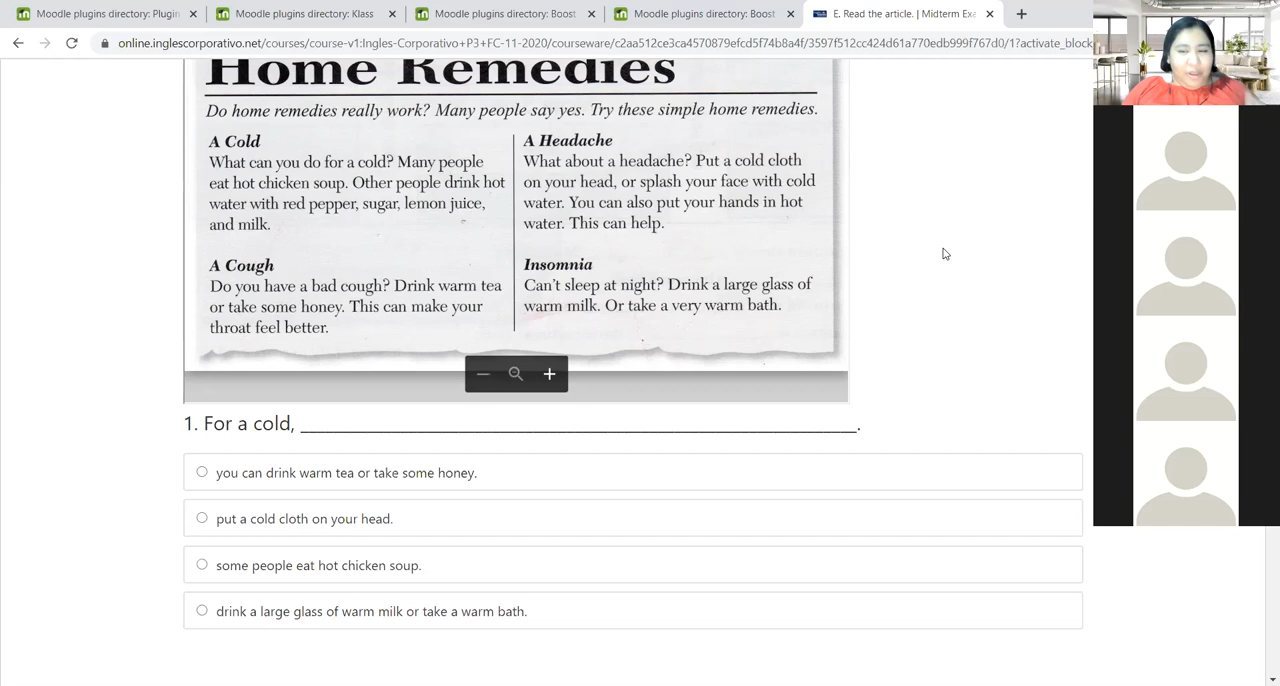 Moodle plugins directory: Plugin
Moodle plugins directory: Klass
Moodle plugins directory: Boost
Moodle plugins directory: Boost
E. Read the article. | Midterm Exa
online.inglescorporativo.net/courses/course-v1:Ingles-Corporativo+P3+FC-11-2020/courseware/c2aa512ce3ca4570879efcd5f74b8a4f/3597f512cc424d61a770edb999f767d0/1?activate_block
Home Remedies
Do home remedies really work? Many people say yes. Try these simple home remedies.
A Cold
What can you do for a cold? Many people
eat hot chicken soup. Other people drink hot
water with red pepper, sugar, lemon juice,
and milk.
A Cough
Do you have a bad cough? Drink warm tea
or take some honey. This can make your
throat feel better.
A Headache
What about a headache? Put a cold cloth
on your head, or splash your face with cold
water. You can also put your hands in hot
water. This can help.
Insomnia
Can't sleep at night? Drink a large glass of
warm milk. Or take a very warm bath.
1. For a cold, ______________________________________________________.
you can drink warm tea or take some honey.
put a cold cloth on your head.
some people eat hot chicken soup.
drink a large glass of warm milk or take a warm bath.